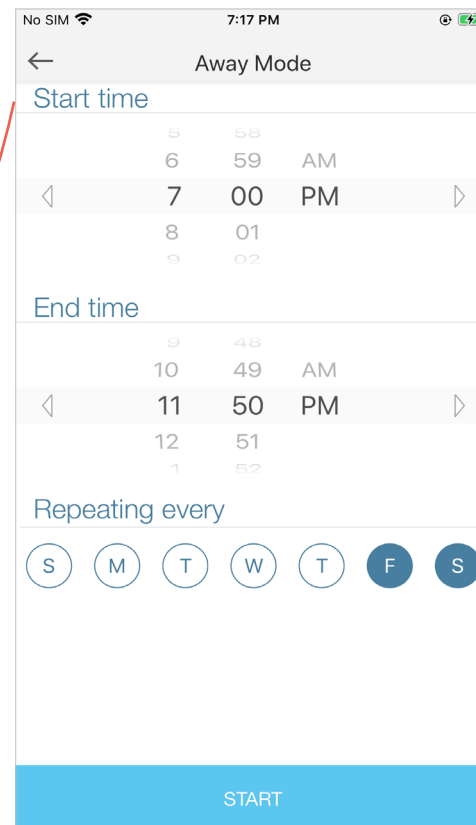 No SIM 7:17 PM
Away Mode
Start time
5 58
6 59 AM
7 00 PM
8 01
9 02
End time
9 48
10 49 AM
11 50 PM
12 51
1 52
Repeating every
S M T W T F S
START